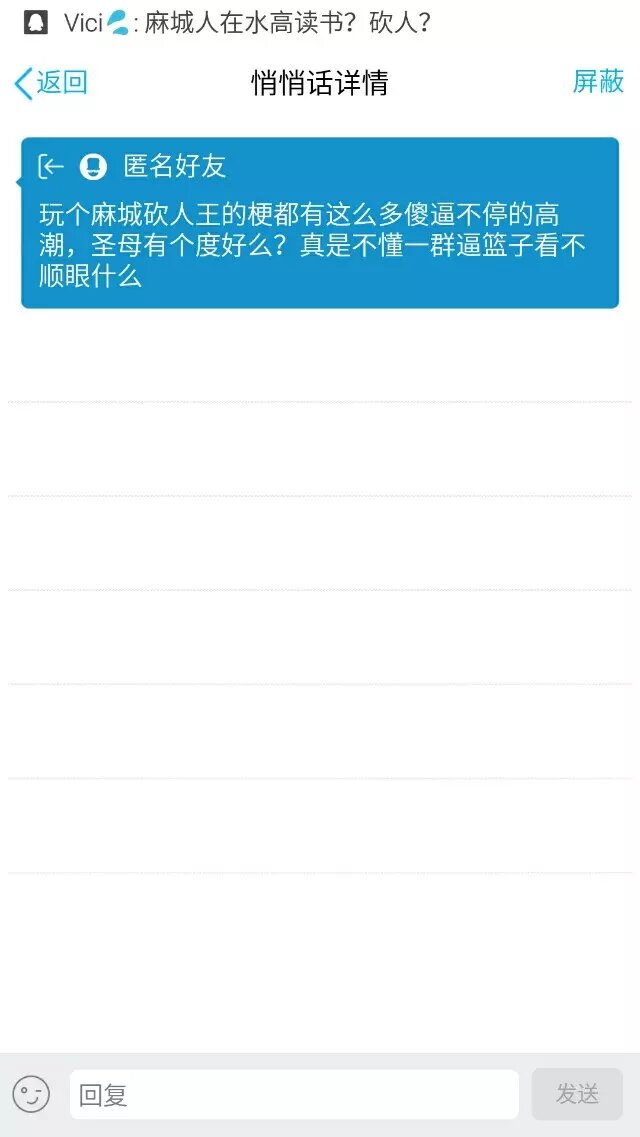 Vici💦: 麻城人在水高读书？砍人？
返回
悄悄话详情
屏蔽
匿名好友
玩个麻城砍人王的梗都有这么多傻逼不停的高
潮，圣母有个度好么？真是不懂一群逼篮子看不
顺眼什么
回复
发送